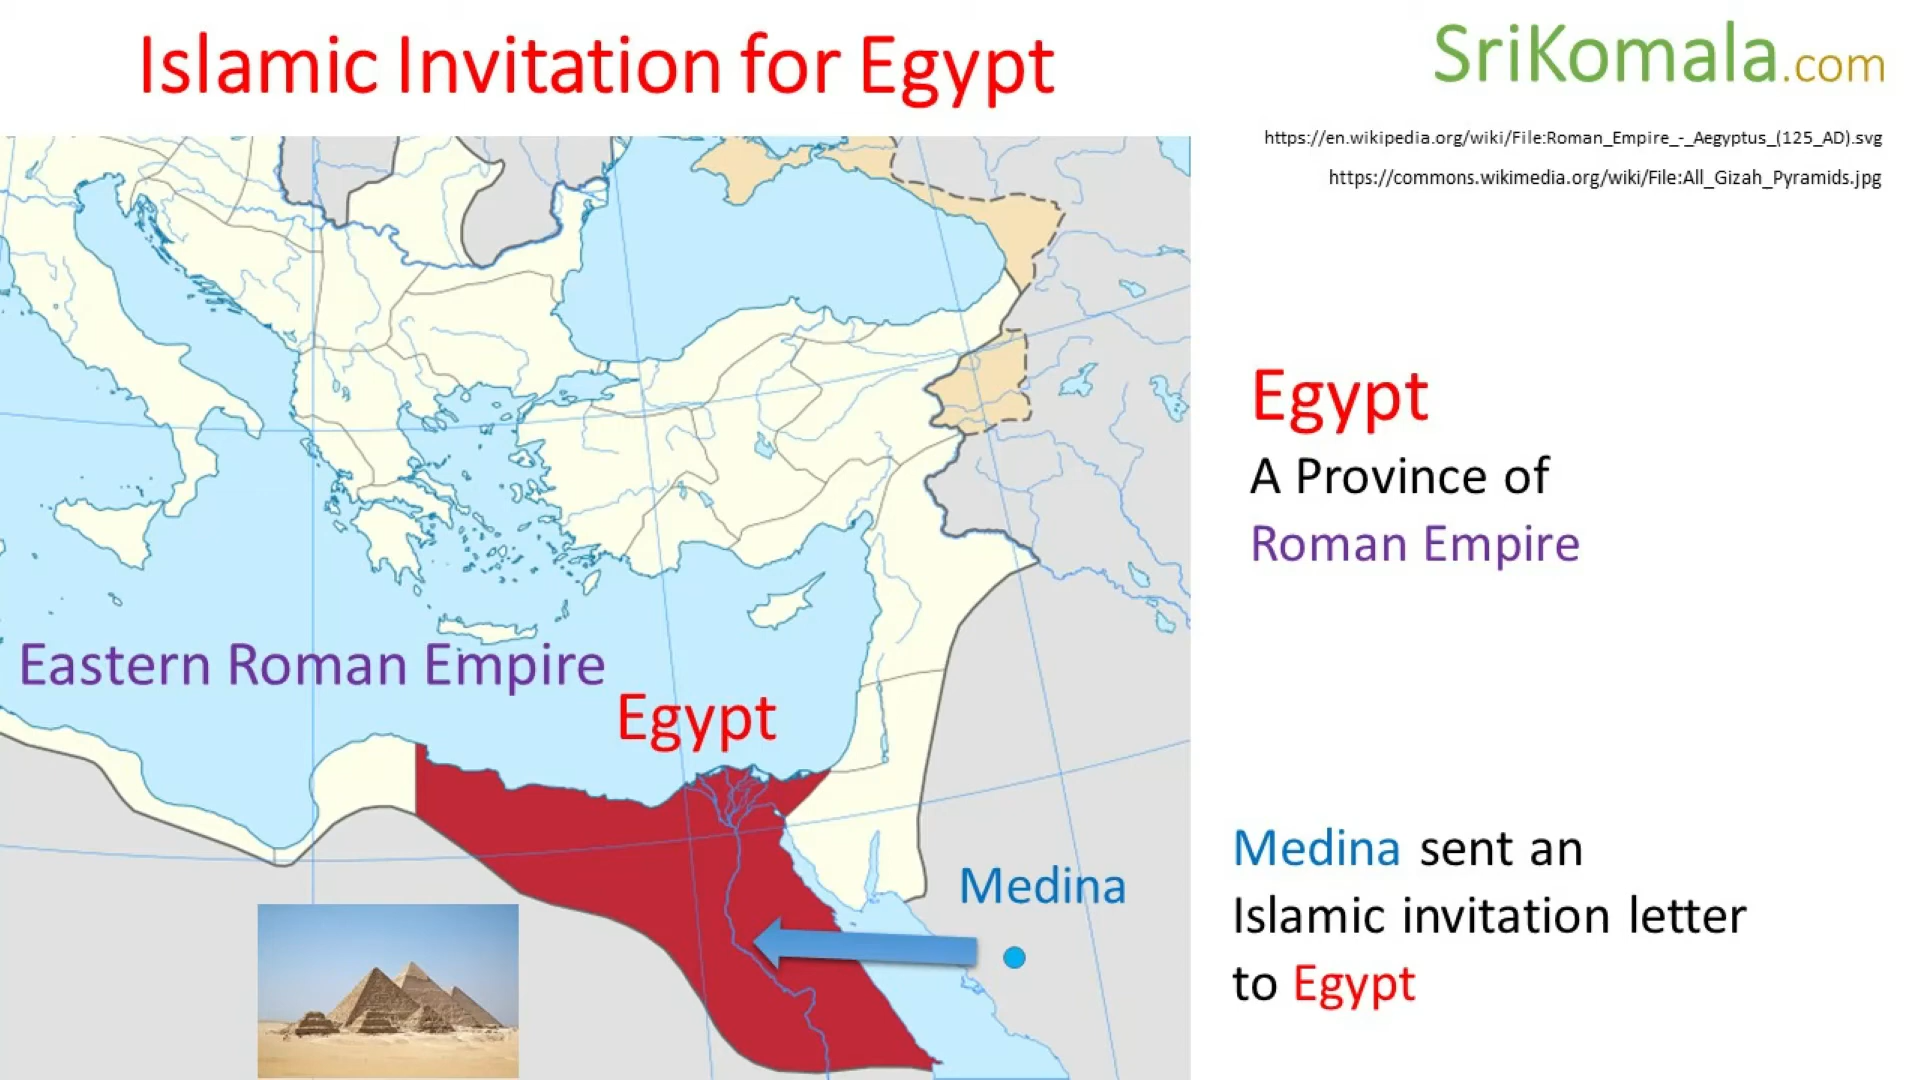 Islamic Invitation for Egypt
SriKomala.com
https://en.wikipedia.org/wiki/File:Roman_Empire_-_Aegyptus_(125_AD).svg
https://commons.wikimedia.org/wiki/File:All_Gizah_Pyramids.jpg
Egypt
A Province of
Roman Empire
Eastern Roman Empire
Egypt
Medina
Medina sent an
Islamic invitation letter
to Egypt